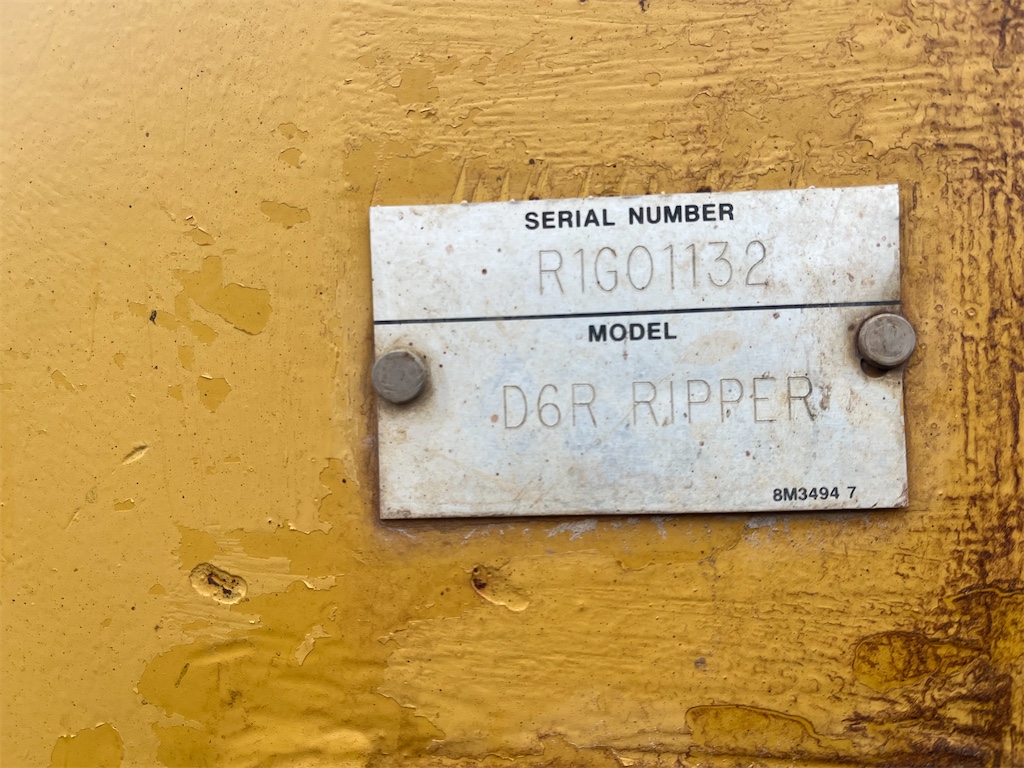 SERIAL NUMBER
R1G01132
MODEL
D6R RIPPER
8M3494 7